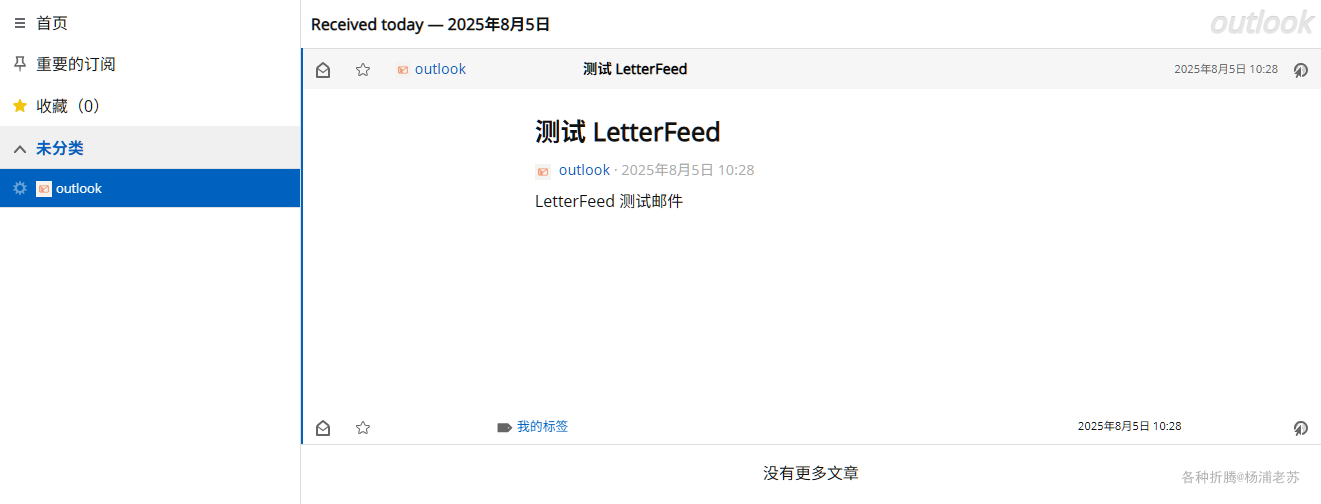 首页
重要的订阅
收藏（0）
未分类
outlook
Received today — 2025年8月5日
outlook
outlook
测试 LetterFeed
2025年8月5日 10:28
测试 LetterFeed
outlook · 2025年8月5日 10:28
LetterFeed 测试邮件
我的标签
2025年8月5日 10:28
没有更多文章
各种折腾@杨浦老苏